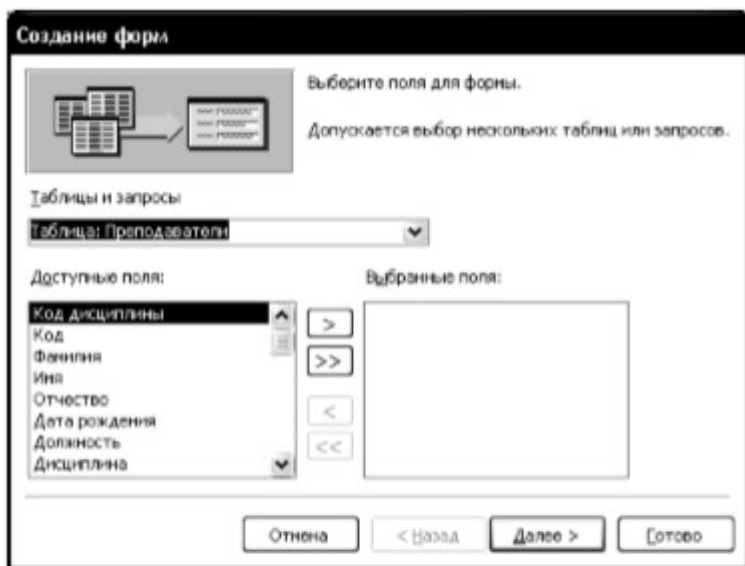 Создание форм
Выберите поля для формы.
Допускается выбор нескольких таблиц или запросов.
Таблицы и запросы
Таблица: Преподаватели
Доступные поля:
Выбранные поля:
Код дисциплины
Код
Фамилия
Имя
Отчество
Дата рождения
Должность
Дисциплина
>
>>
<
<<
Отмена
< Назад
Далее >
Готово